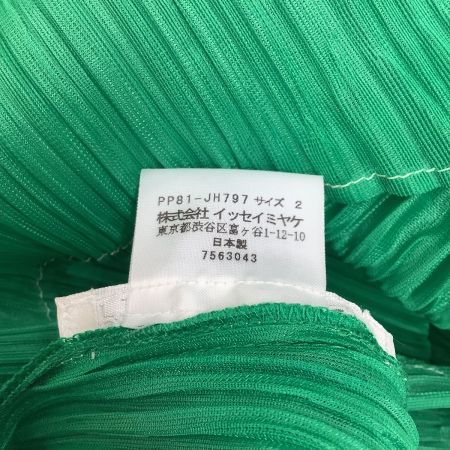 PP81-JH797 サイズ 2
株式会社 イッセイミヤケ
東京都渋谷区富ヶ谷1-12-10
日本製
7563043